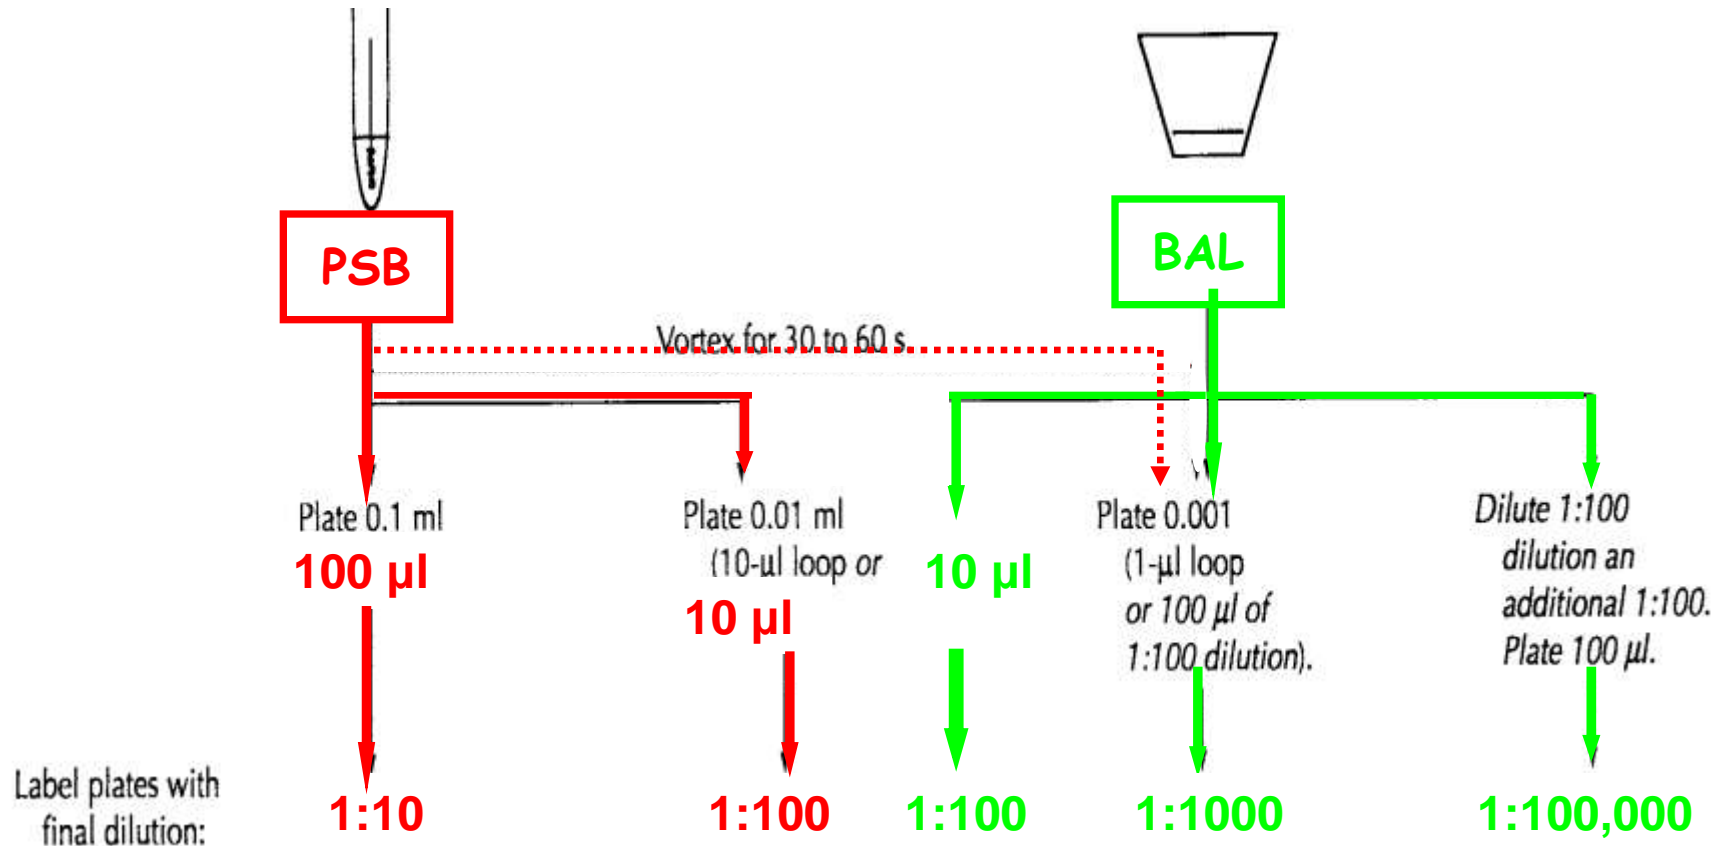 PSB
BAL
Vortex for 30 to 60 s
Plate 0.1 ml
100 µl
Plate 0.01 ml
(10-µl loop or
10 µl
10 µl
Plate 0.001
(1-µl loop
or 100 µl of
1:100 dilution).
Dilute 1:100
dilution an
additional 1:100.
Plate 100 µl.
Label plates with
final dilution:
1:10
1:100
1:100
1:1000
1:100,000